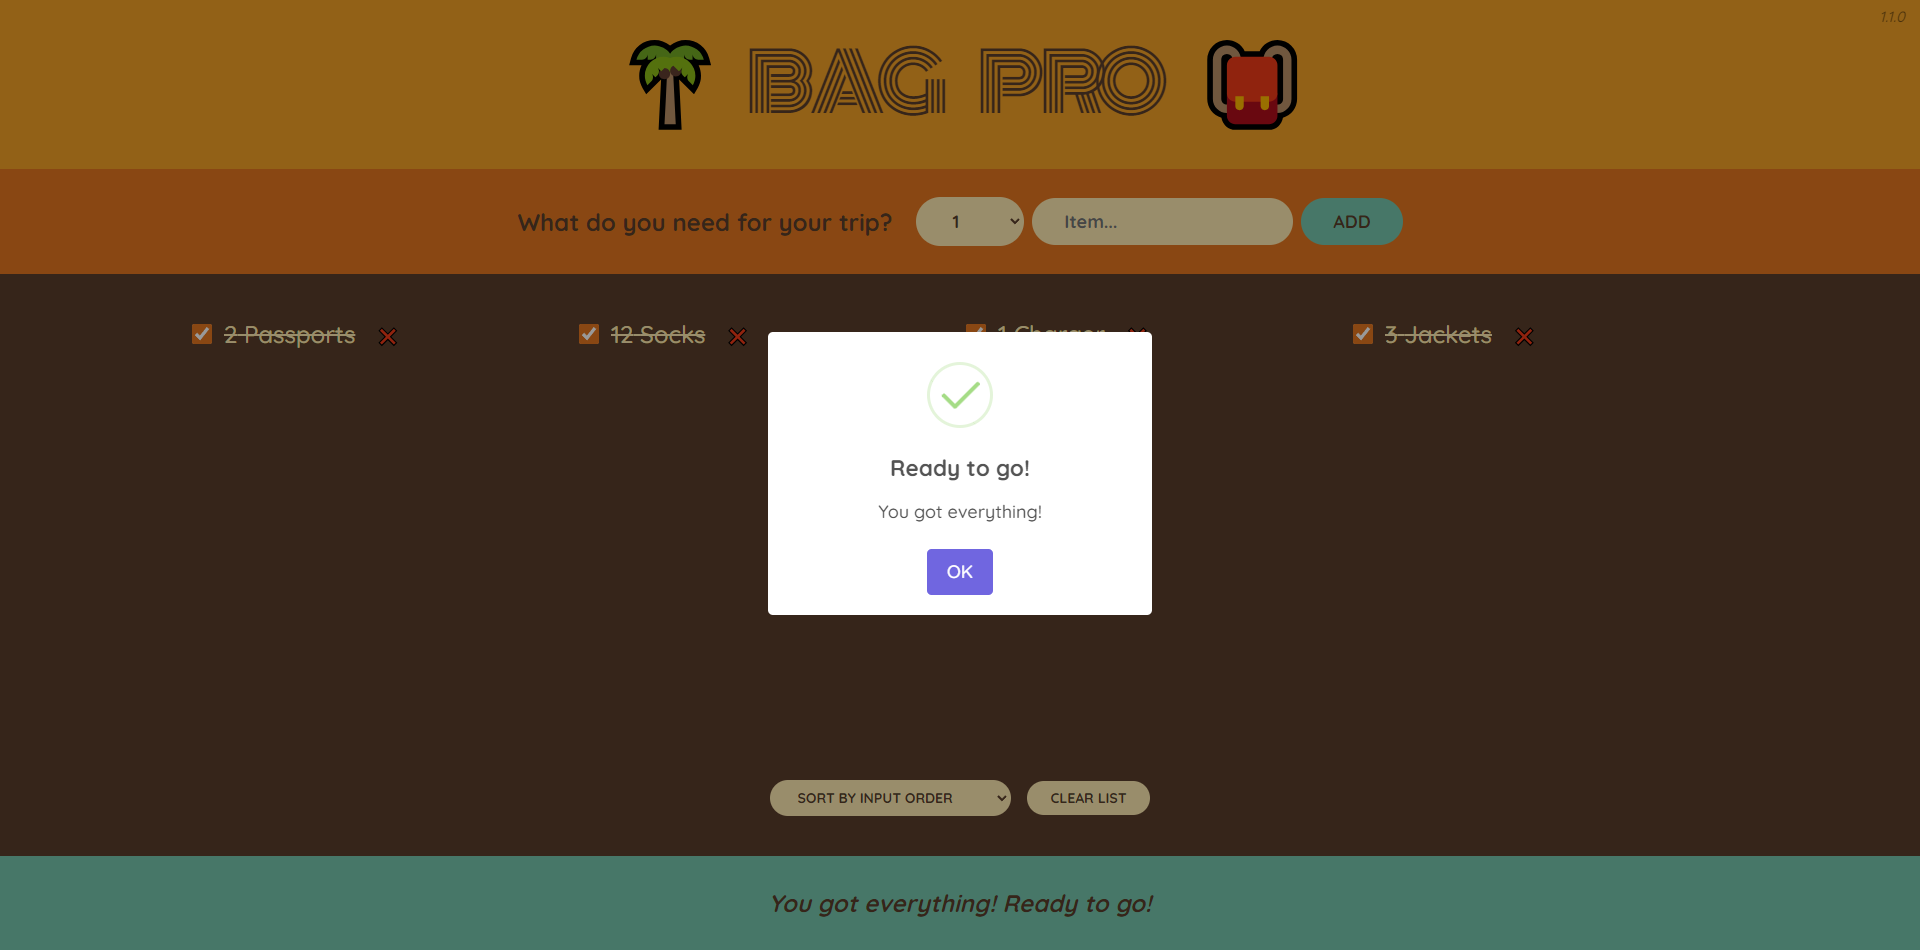 1.1.0
BAG PRO
What do you need for your trip?
1
Item...
ADD
2 Passports
12 Socks
1 Charger
3 Jackets
Ready to go!
You got everything!
OK
SORT BY INPUT ORDER
CLEAR LIST
You got everything! Ready to go!